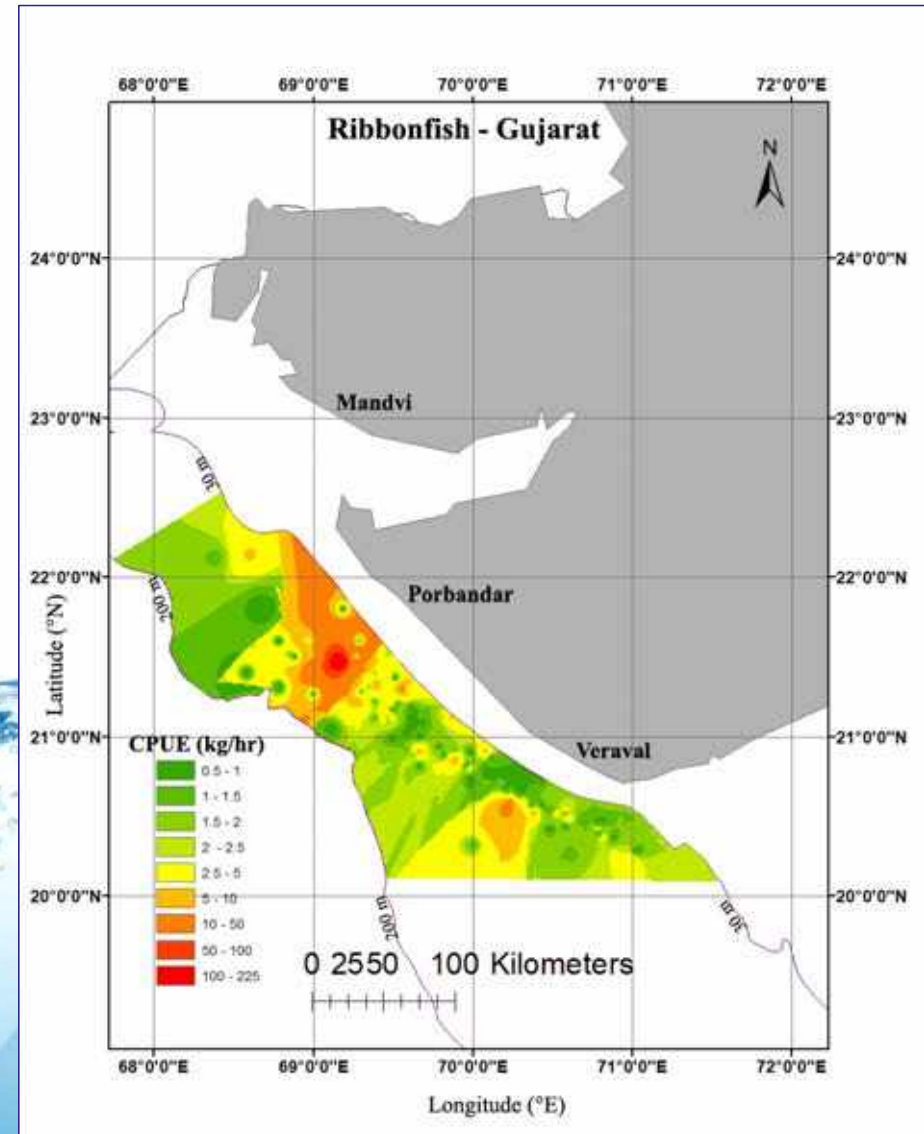 68°0'0"E 69°0'0"E 70°0'0"E 71°0'0"E 72°0'0"E
Ribbonfish - Gujarat
N
24°0'0"N 24°0'0"N
Mandvi
23°0'0"N 23°0'0"N
30 m
22°0'0"N 22°0'0"N
200 m
Porbandar
Latitude (°N)
21°0'0"N 21°0'0"N
Veraval
CPUE (kg/hr)
0.5 - 1
1 - 1.5
1.5 - 2
2 - 2.5
2.5 - 5
5 - 10
10 - 50
50 - 100
100 - 225
20°0'0"N 20°0'0"N
200 m
30 m
0 25 50 100 Kilometers
68°0'0"E 69°0'0"E 70°0'0"E 71°0'0"E 72°0'0"E
Longitude (°E)